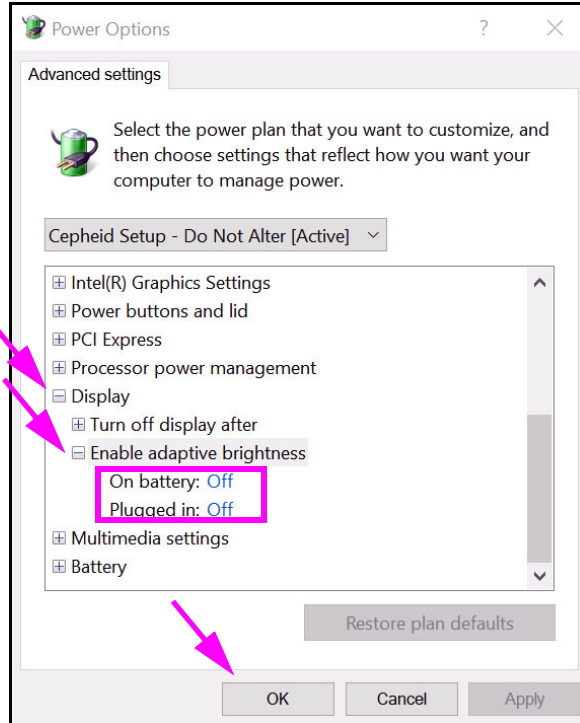 Power Options
Advanced settings
Select the power plan that you want to customize, and
then choose settings that reflect how you want your
computer to manage power.
Cepheid Setup - Do Not Alter [Active]
Intel(R) Graphics Settings
Power buttons and lid
PCI Express
Processor power management
Display
Turn off display after
Enable adaptive brightness
On battery: Off
Plugged in: Off
Multimedia settings
Battery
Restore plan defaults
OK Cancel Apply